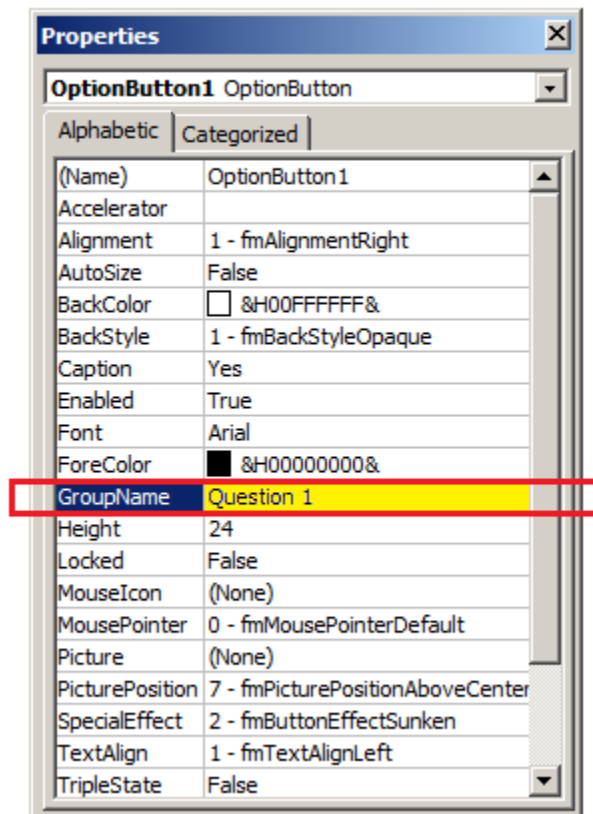 Properties
OptionButton1 OptionButton
Alphabetic Categorized
(Name) OptionButton1
Accelerator
Alignment 1 - fmAlignmentRight
AutoSize False
BackColor &H00FFFFFF&
BackStyle 1 - fmBackStyleOpaque
Caption Yes
Enabled True
Font Arial
ForeColor &H00000000&
GroupName Question 1
Height 24
Locked False
MouseIcon (None)
MousePointer 0 - fmMousePointerDefault
Picture (None)
PicturePosition 7 - fmPicturePositionAboveCenter
SpecialEffect 2 - fmButtonEffectSunken
TextAlign 1 - fmTextAlignLeft
TripleState False